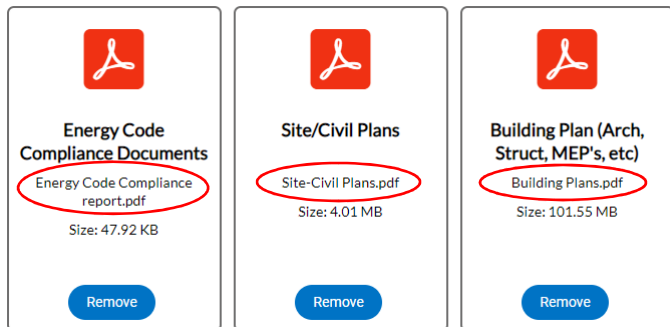 Energy Code
Compliance Documents
Energy Code Compliance
report.pdf
Size: 47.92 KB
Remove
Site/Civil Plans
Site-Civil Plans.pdf
Size: 4.01 MB
Remove
Building Plan (Arch,
Struct, MEP's, etc)
Building Plans.pdf
Size: 101.55 MB
Remove